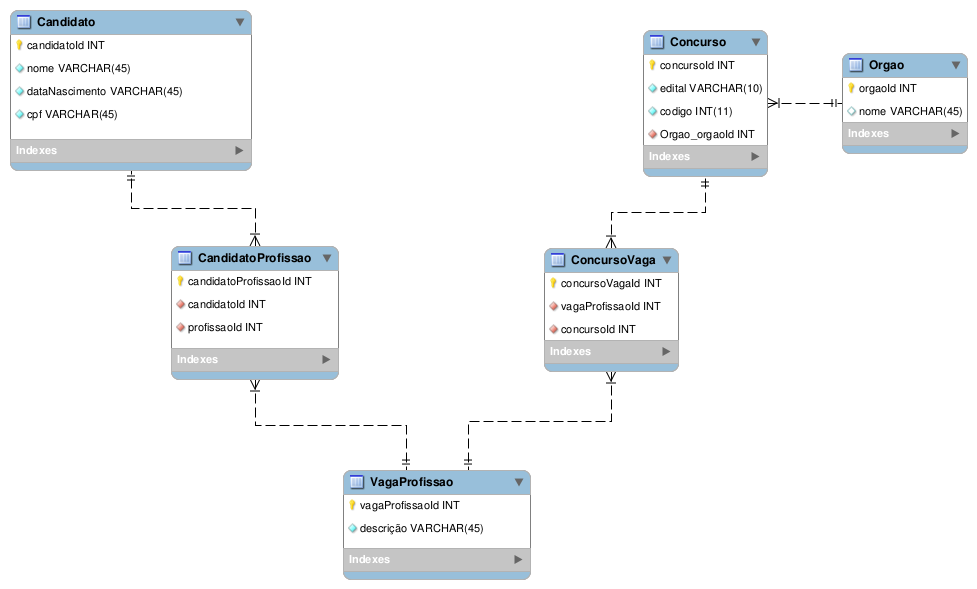 Candidato
candidatoId INT
nome VARCHAR(45)
dataNascimento VARCHAR(45)
cpf VARCHAR(45)
Indexes
Concurso
concursoId INT
edital VARCHAR(10)
codigo INT(11)
Orgao_orgaoId INT
Indexes
Orgao
orgaoId INT
nome VARCHAR(45)
Indexes
CandidatoProfissao
candidatoProfissaoId INT
candidatoId INT
profissaoId INT
Indexes
ConcursoVaga
concursoVagaId INT
vagaProfissaoId INT
concursoId INT
Indexes
VagaProfissao
vagaProfissaoId INT
descrição VARCHAR(45)
Indexes